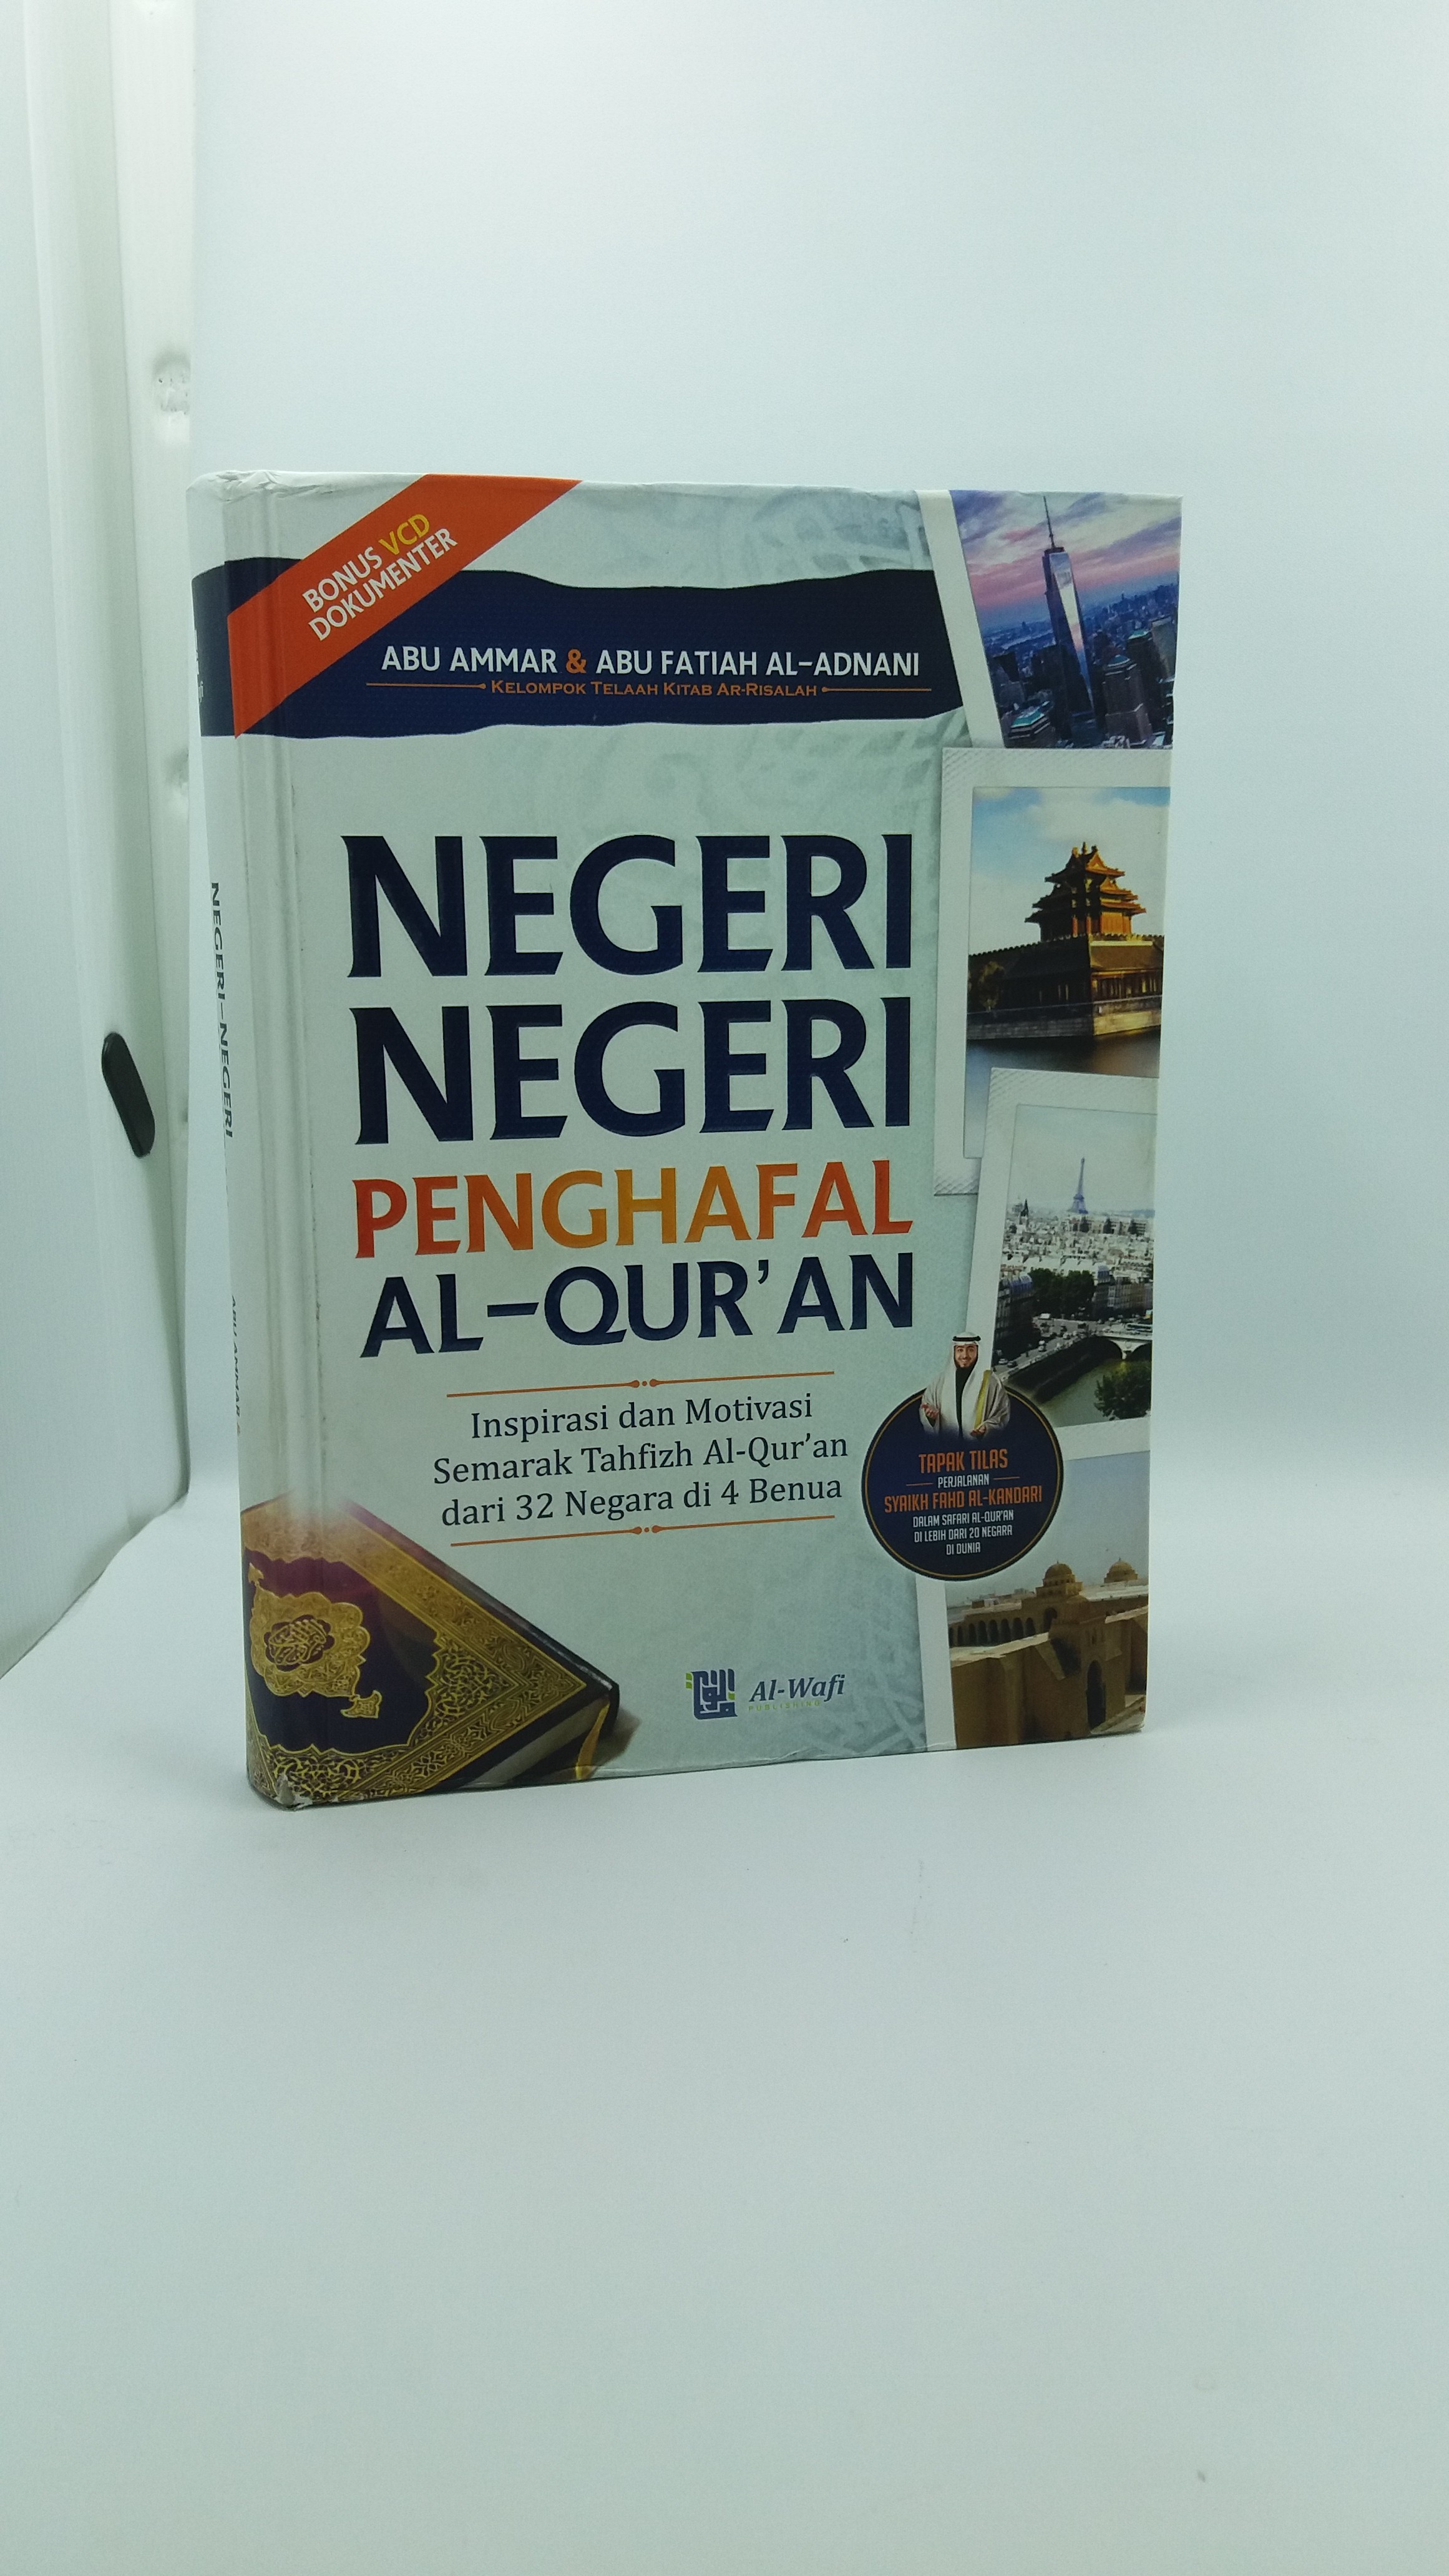 BONUS VCD
DOKUMENTER
ABU AMMAR & ABU FATIAH AL-ADNANI
KELOMPOK TELAAH KITAB AR-RISALAH
NEGERI
NEGERI
PENGHAFAL
AL-QUR'AN
Inspirasi dan Motivasi
Semarak Tahfizh Al-Qur'an
dari 32 Negara di 4 Benua
TAPAK TILAS
PERJALANAN
SYAIKH FAHD AL-KANDARI
DALAM SAFARI AL-QUR'AN
DI LEBIH DARI 20 NEGARA
DI DUNIA
Al-Wafi
PUBLISHING
NEGERI-NEGERI
ABU AMMAR